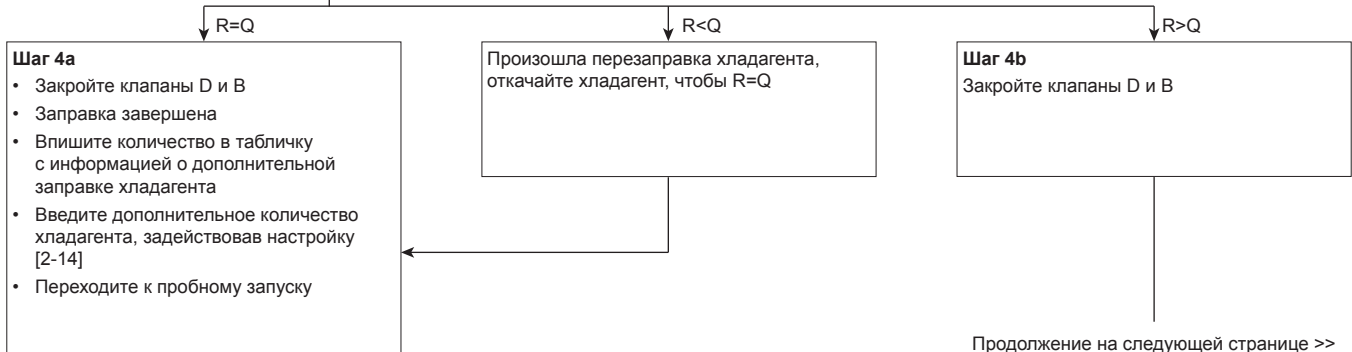 R=Q
R<Q
R>Q
Шаг 4a
• Закройте клапаны D и B
• Заправка завершена
• Впишите количество в табличку
с информацией о дополнительной
заправке хладагента
• Введите дополнительное количество
хладагента, задействовав настройку
[2-14]
• Переходите к пробному запуску
Произошла перезаправка хладагента,
откачайте хладагент, чтобы R=Q
Шаг 4b
Закройте клапаны D и B
Продолжение на следующей странице >>